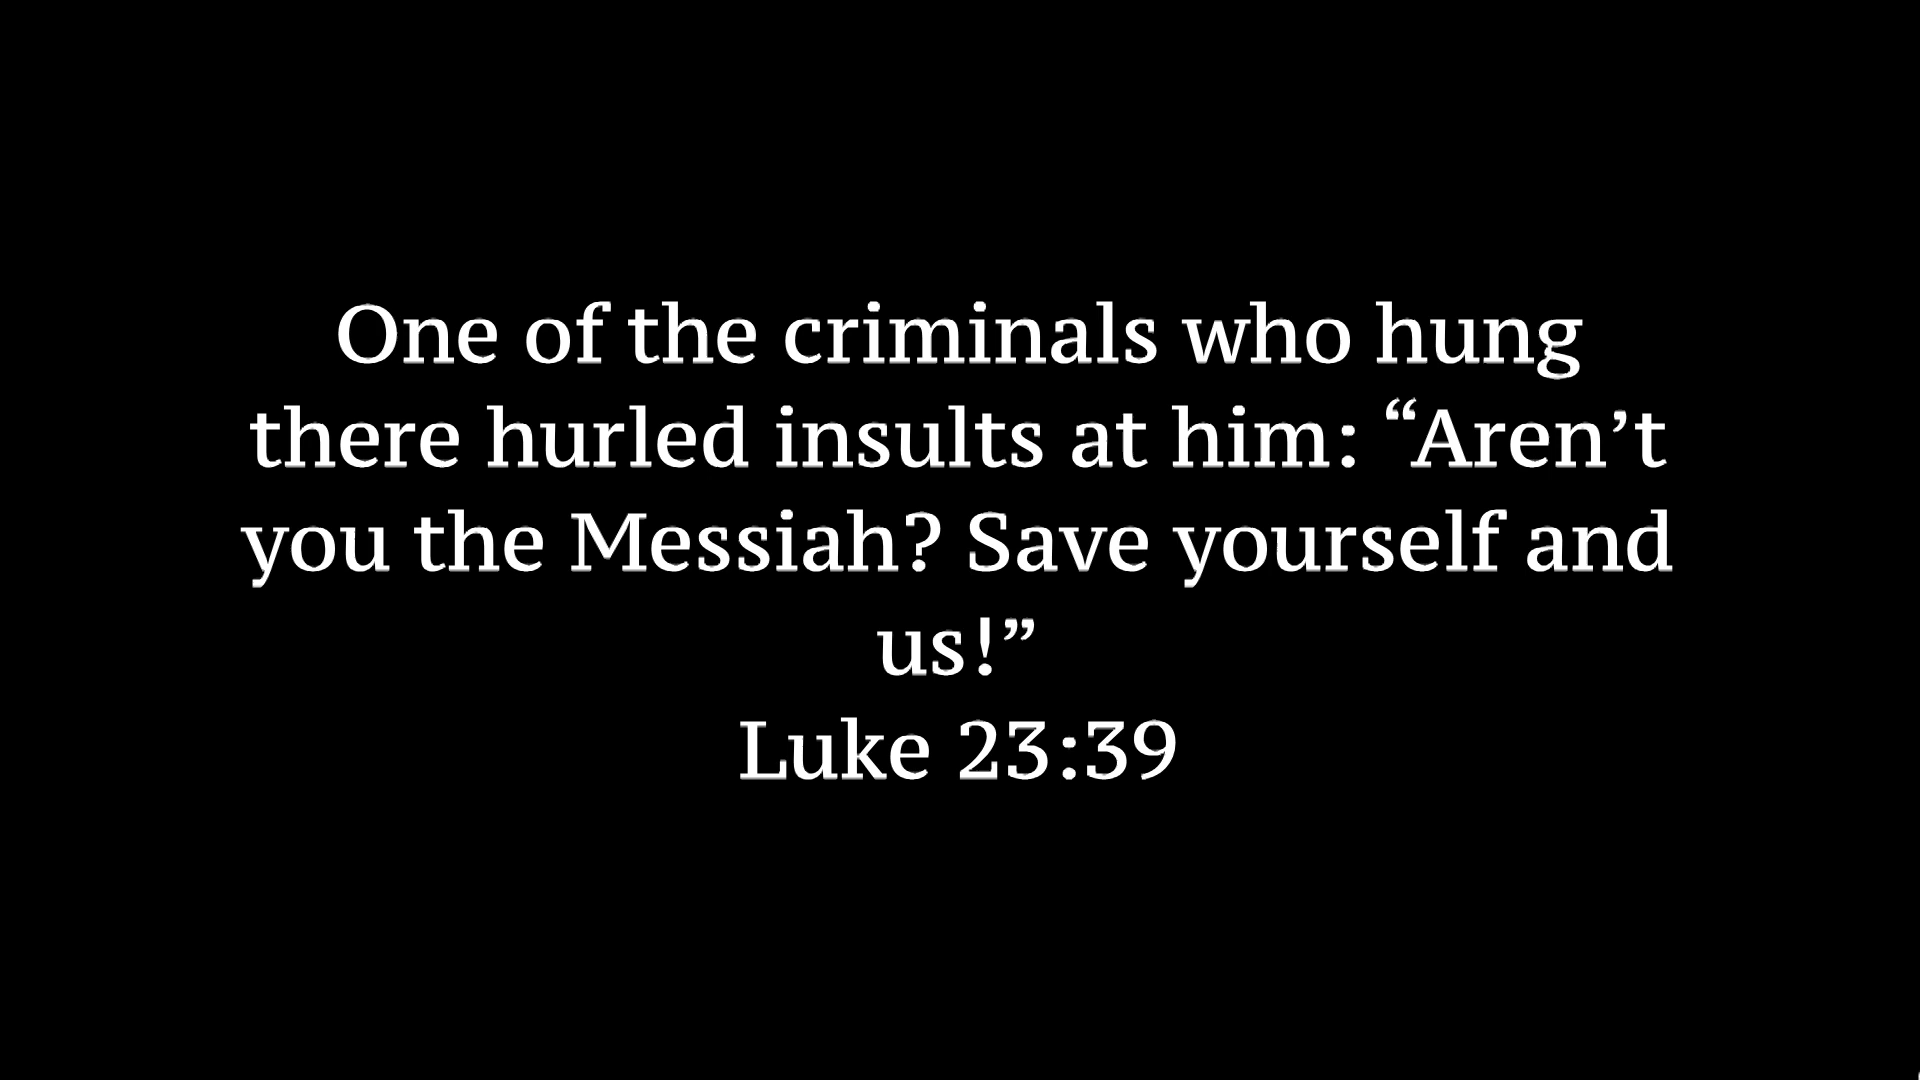 One of the criminals who hung
there hurled insults at him: “Aren’t
you the Messiah? Save yourself and
us!”
Luke 23:39